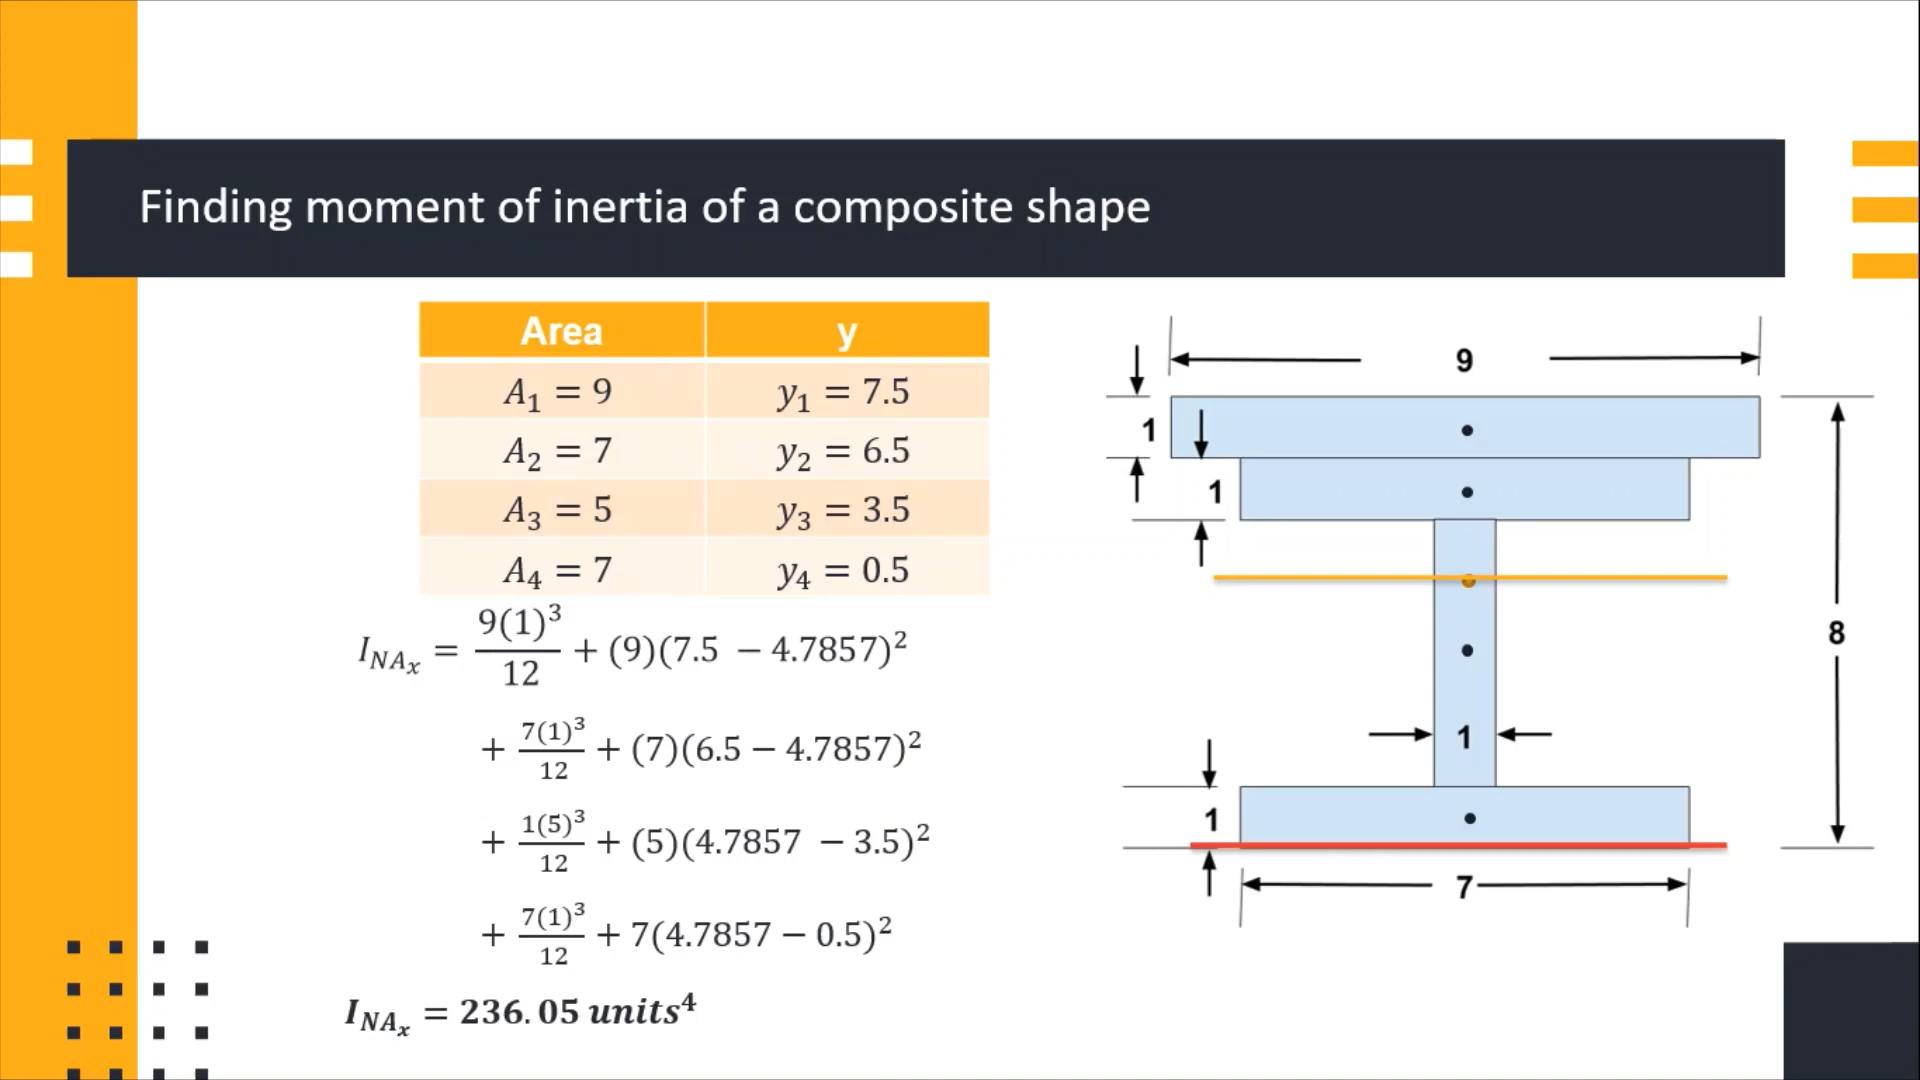 Finding moment of inertia of a composite shape
Area y
A₁ = 9 y₁ = 7.5
A₂ = 7 y₂ = 6.5
A₃ = 5 y₃ = 3.5
A₄ = 7 y₄ = 0.5
I_{NA_x} = 9(1)³/12 + (9)(7.5 − 4.7857)²
+ 7(1)³/12 + (7)(6.5 − 4.7857)²
+ 1(5)³/12 + (5)(4.7857 − 3.5)²
+ 7(1)³/12 + 7(4.7857 − 0.5)²
I_{NA_x} = 236.05 units⁴
9
1
1
8
1
1
7